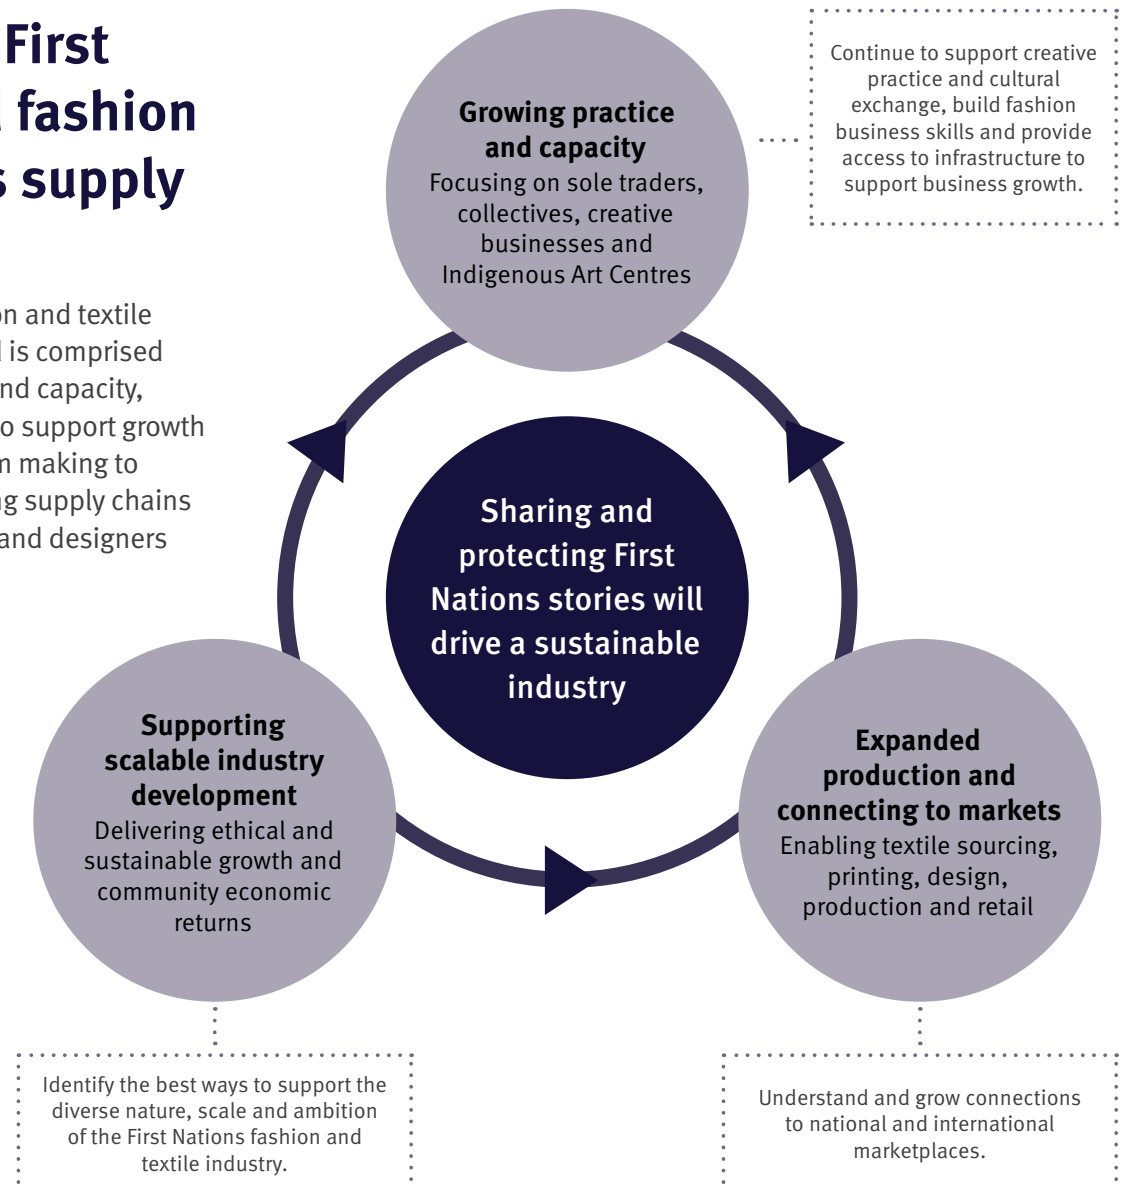 First
fashion
s supply
on and textile
is comprised
and capacity,
o support growth
m making to
ng supply chains
and designers
Growing practice
and capacity
Focusing on sole traders,
collectives, creative
businesses and
Indigenous Art Centres
Continue to support creative
practice and cultural
exchange, build fashion
business skills and provide
access to infrastructure to
support business growth.
Sharing and
protecting First
Nations stories will
drive a sustainable
industry
Supporting
scalable industry
development
Delivering ethical and
sustainable growth and
community economic
returns
Expanded
production and
connecting to markets
Enabling textile sourcing,
printing, design,
production and retail
Identify the best ways to support the
diverse nature, scale and ambition
of the First Nations fashion and
textile industry.
Understand and grow connections
to national and international
marketplaces.